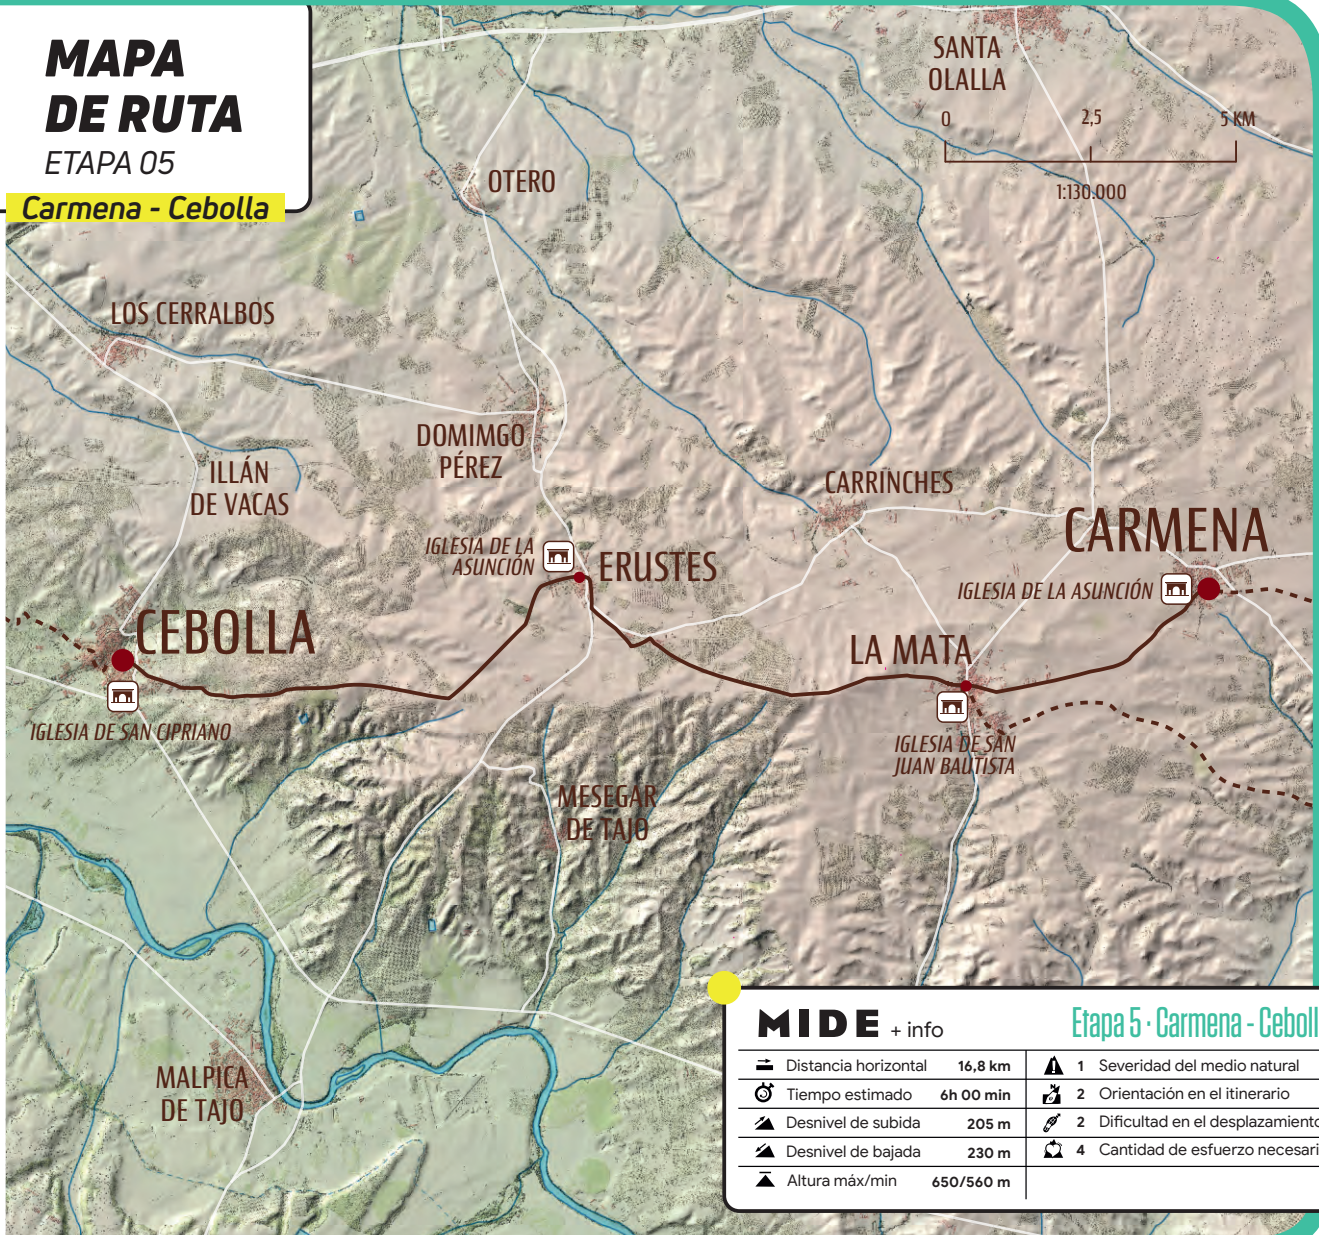 MAPA
DE RUTA
ETAPA 05
Carmena - Cebolla
SANTA
OLALLA
0 2,5 5 KM
1:130.000
OTERO
LOS CERRALBOS
DOMIMGO
PÉREZ
ILLÁN
DE VACAS
CARRINCHES
CARMENA
IGLESIA DE LA
ASUNCIÓN
ERUSTES
IGLESIA DE LA ASUNCIÓN
CEBOLLA
LA MATA
IGLESIA DE SAN CIPRIANO
IGLESIA DE SAN
JUAN BAUTISTA
MESEGAR
DE TAJO
MALPICA
DE TAJO
MIDE + info
Etapa 5 · Carmena - Ceboll
Distancia horizontal 16,8 km
1 Severidad del medio natural
Tiempo estimado 6h 00 min
2 Orientación en el itinerario
Desnivel de subida 205 m
2 Dificultad en el desplazamiento
Desnivel de bajada 230 m
4 Cantidad de esfuerzo necesari
Altura máx/min 650/560 m